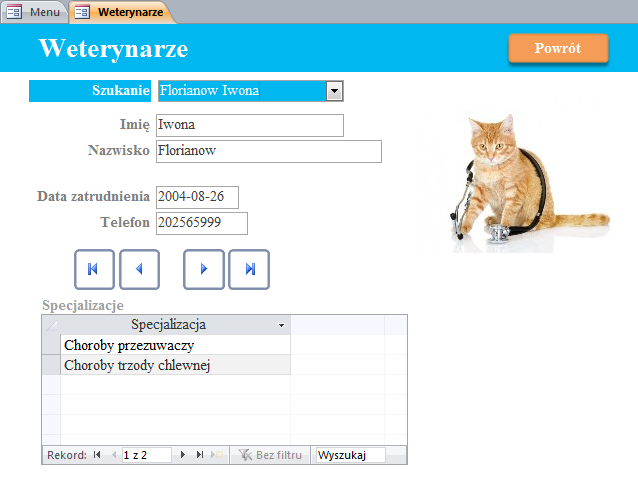 Menu Weterynarze
Weterynarze
Powrót
Szukanie Florianow Iwona
Imię Iwona
Nazwisko Florianow
Data zatrudnienia 2004-08-26
Telefon 202565999
Specjalizacje
Specjalizacja
Choroby przezuwaczy
Choroby trzody chlewnej
Rekord: 1 z 2 Bez filtru Wyszukaj